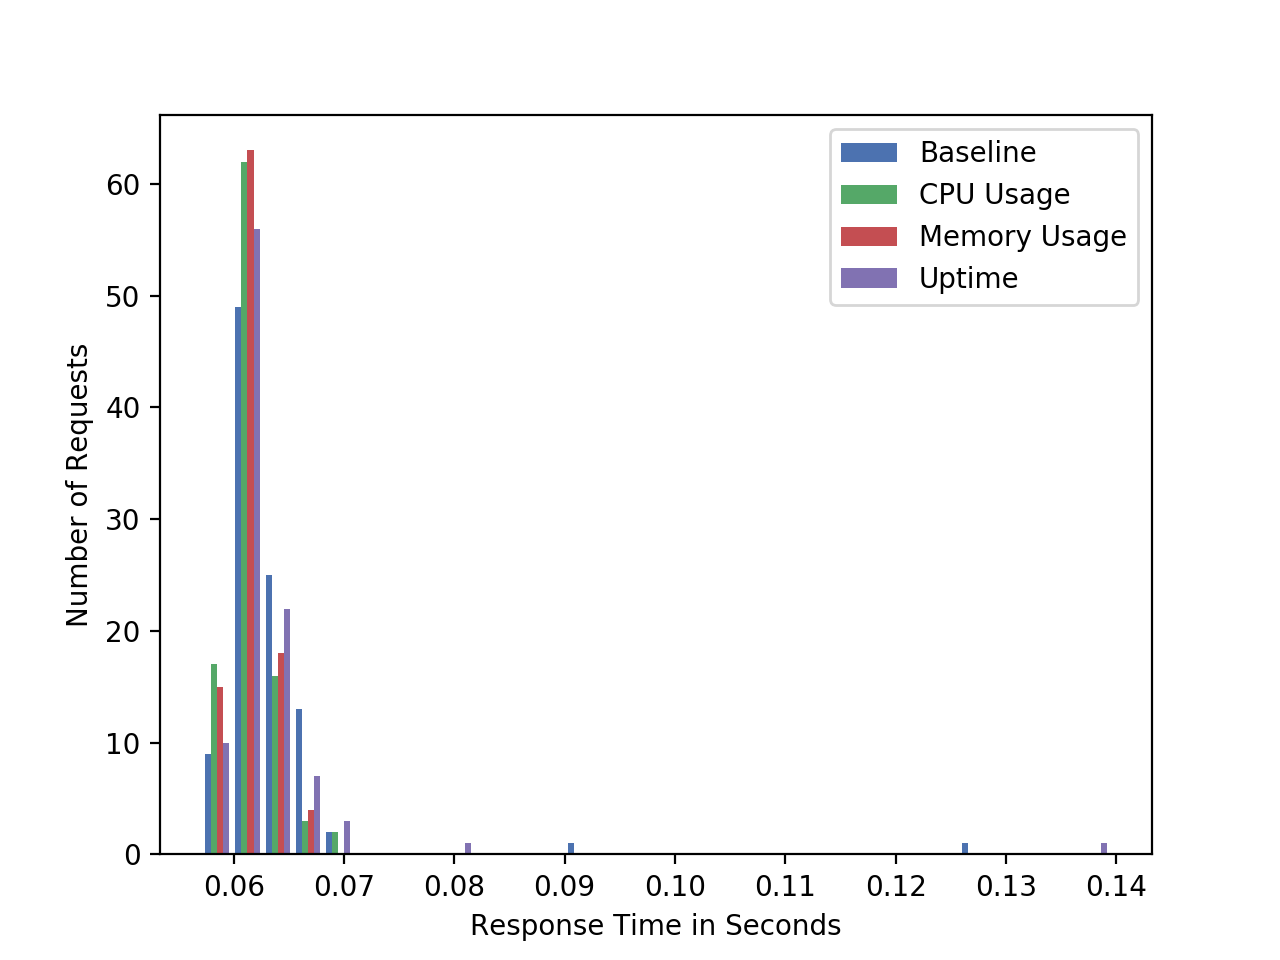 Baseline
CPU Usage
Memory Usage
Uptime
60
50
40
30
20
10
0
Number of Requests
0.06 0.07 0.08 0.09 0.10 0.11 0.12 0.13 0.14
Response Time in Seconds